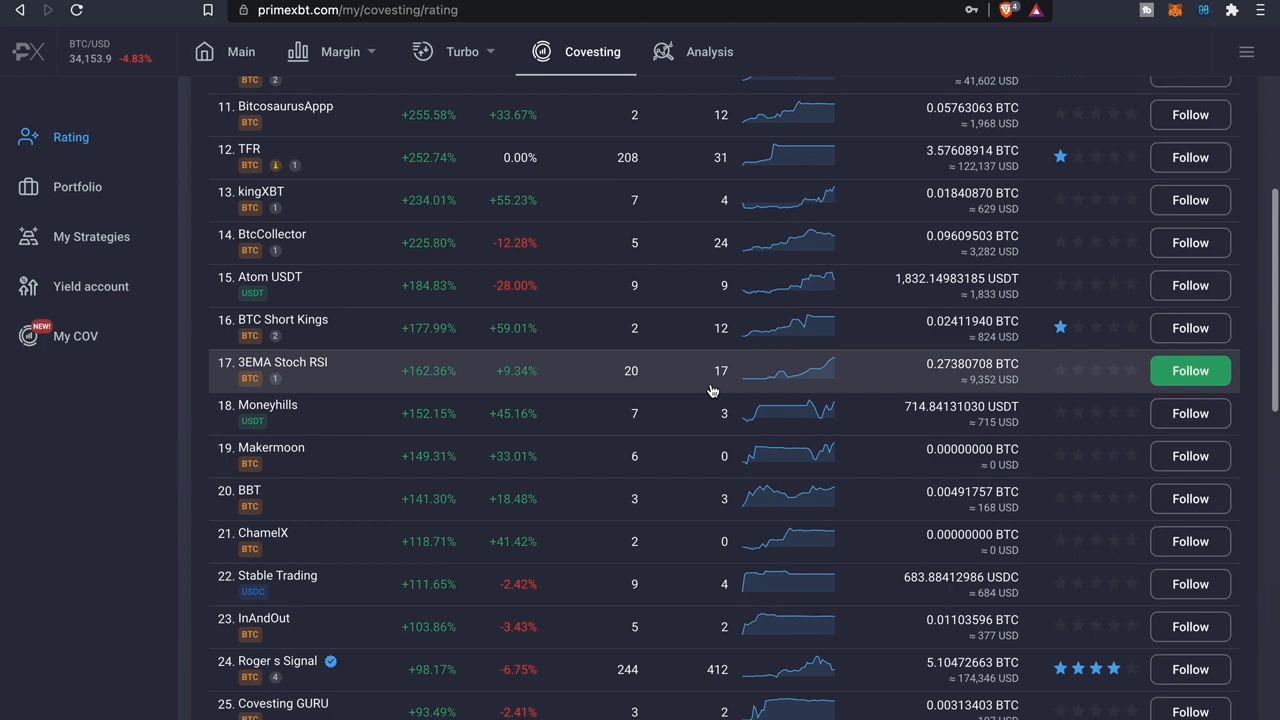 primexbt.com/my/covesting/rating
4
BTC/USD
34,153.9 -4.83%
Main
Margin
Turbo
Covesting
Analysis
Rating
Portfolio
My Strategies
Yield account
NEW!
My COV
BTC 2 ≈ 41,602 USD
11. BitcosaurusAppp +255.58% +33.67% 2 12 0.05763063 BTC Follow
BTC ≈ 1,968 USD
12. TFR +252.74% 0.00% 208 31 3.57608914 BTC Follow
BTC 1 ≈ 122,137 USD
13. kingXBT +234.01% +55.23% 7 4 0.01840870 BTC Follow
BTC 1 ≈ 629 USD
14. BtcCollector +225.80% -12.28% 5 24 0.09609503 BTC Follow
BTC 1 ≈ 3,282 USD
15. Atom USDT +184.83% -28.00% 9 9 1,832.14983185 USDT Follow
USDT ≈ 1,833 USD
16. BTC Short Kings +177.99% +59.01% 2 12 0.02411940 BTC Follow
BTC 2 ≈ 824 USD
17. 3EMA Stoch RSI +162.36% +9.34% 20 17 0.27380708 BTC Follow
BTC 1 ≈ 9,352 USD
18. Moneyhills +152.15% +45.16% 7 3 714.84131030 USDT Follow
USDT ≈ 715 USD
19. Makermoon +149.31% +33.01% 6 0 0.00000000 BTC Follow
BTC ≈ 0 USD
20. BBT +141.30% +18.48% 3 3 0.00491757 BTC Follow
BTC ≈ 168 USD
21. ChamelX +118.71% +41.42% 2 0 0.00000000 BTC Follow
BTC ≈ 0 USD
22. Stable Trading +111.65% -2.42% 9 4 683.88412986 USDC Follow
USDC ≈ 684 USD
23. InAndOut +103.86% -3.43% 5 2 0.01103596 BTC Follow
BTC ≈ 377 USD
24. Roger s Signal +98.17% -6.75% 244 412 5.10472663 BTC Follow
BTC 4 ≈ 174,346 USD
25. Covesting GURU +93.49% -2.41% 3 2 0.00313403 BTC Follow